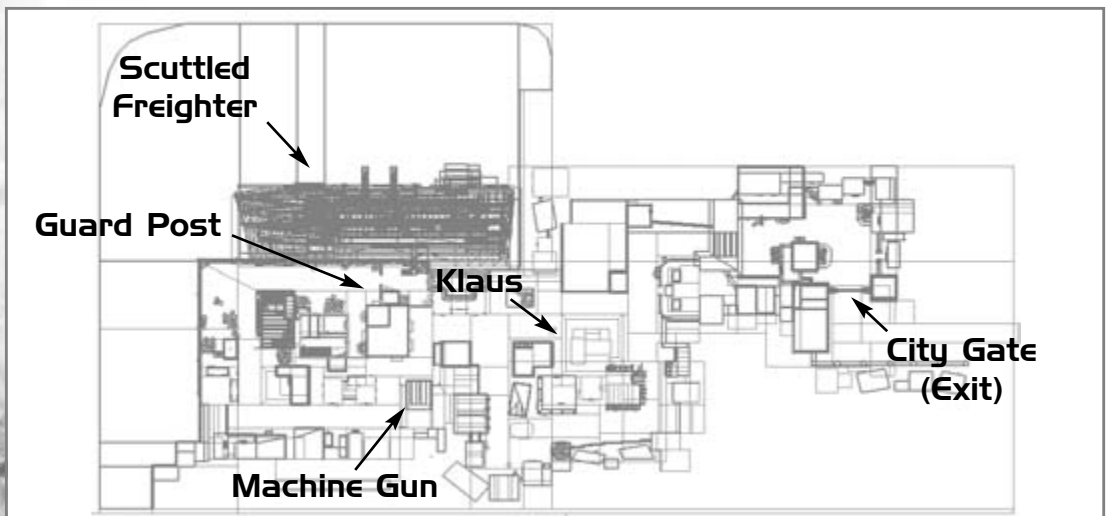 Scuttled
Freighter
Guard Post
Klaus
City Gate
(Exit)
Machine Gun